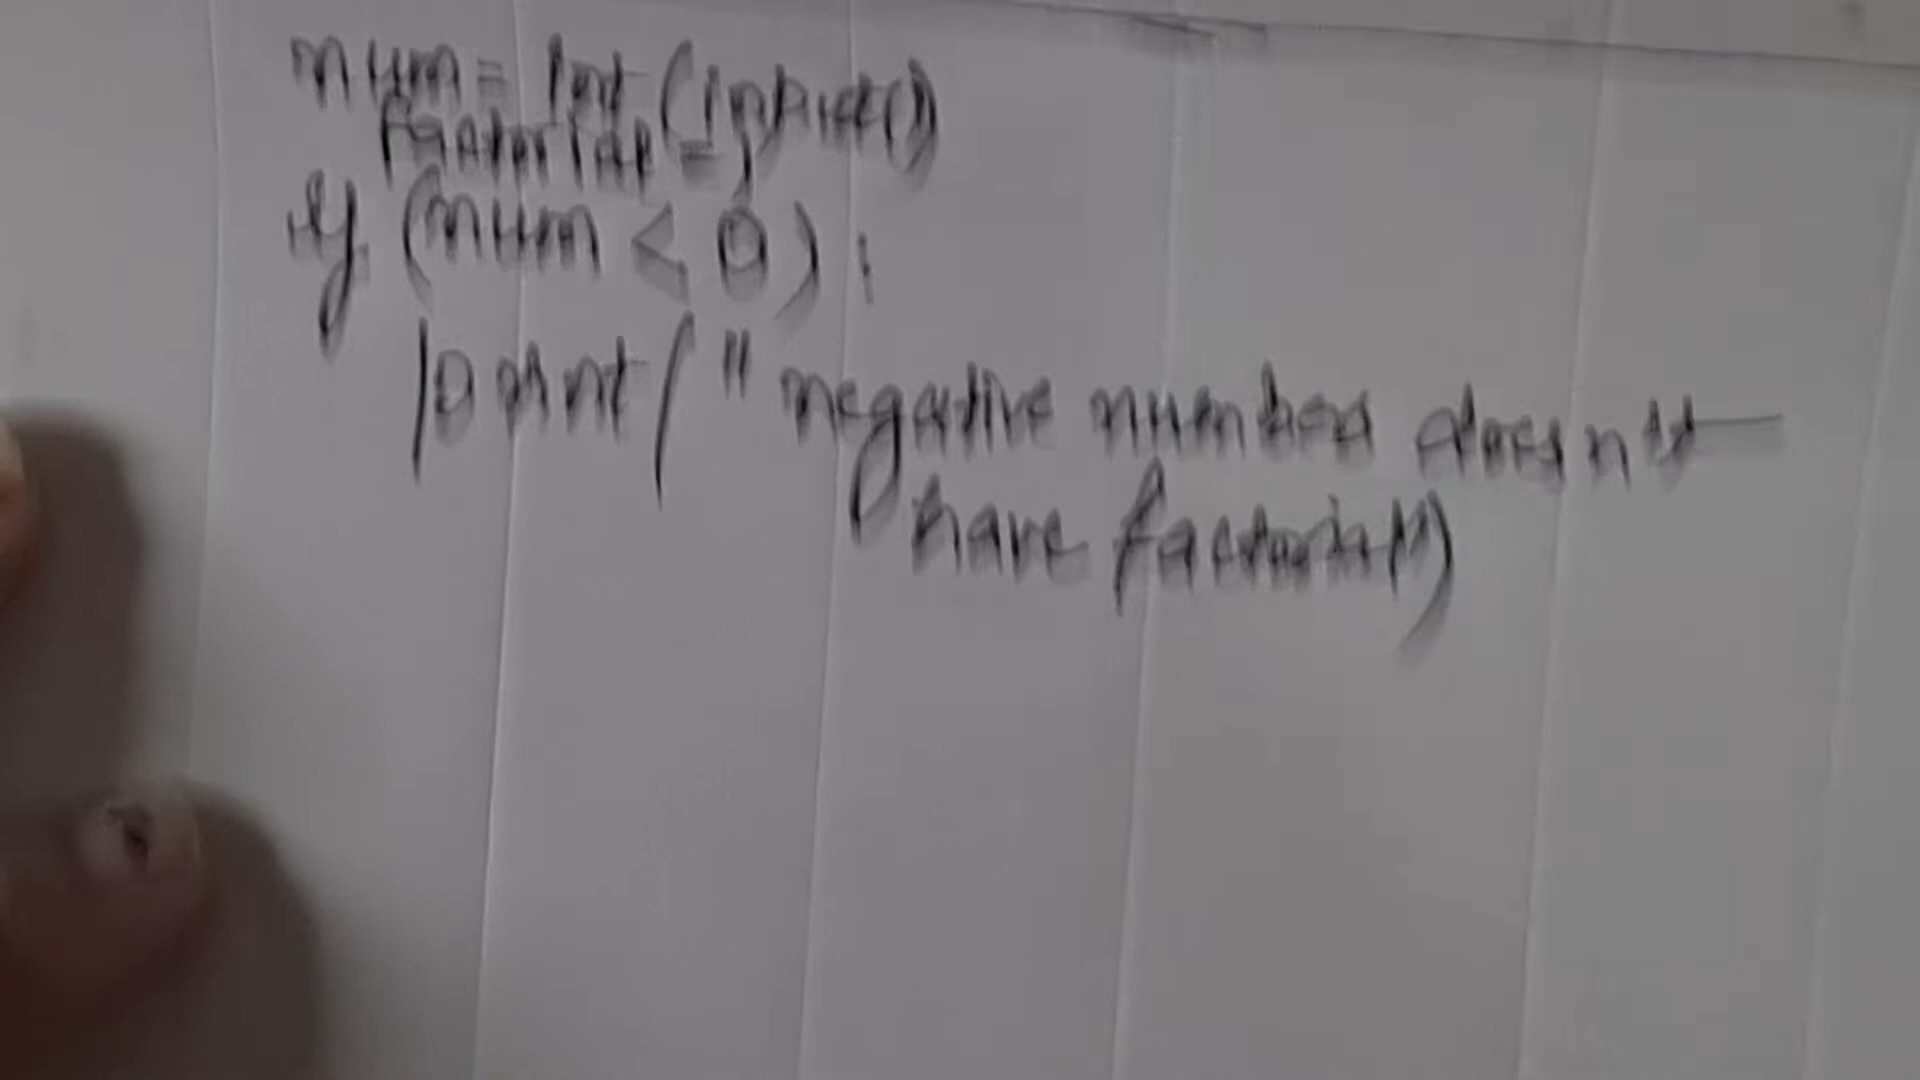 num = int(input())
factorial = 1
if (num < 0):
print("negative number doesn't
have factorial")